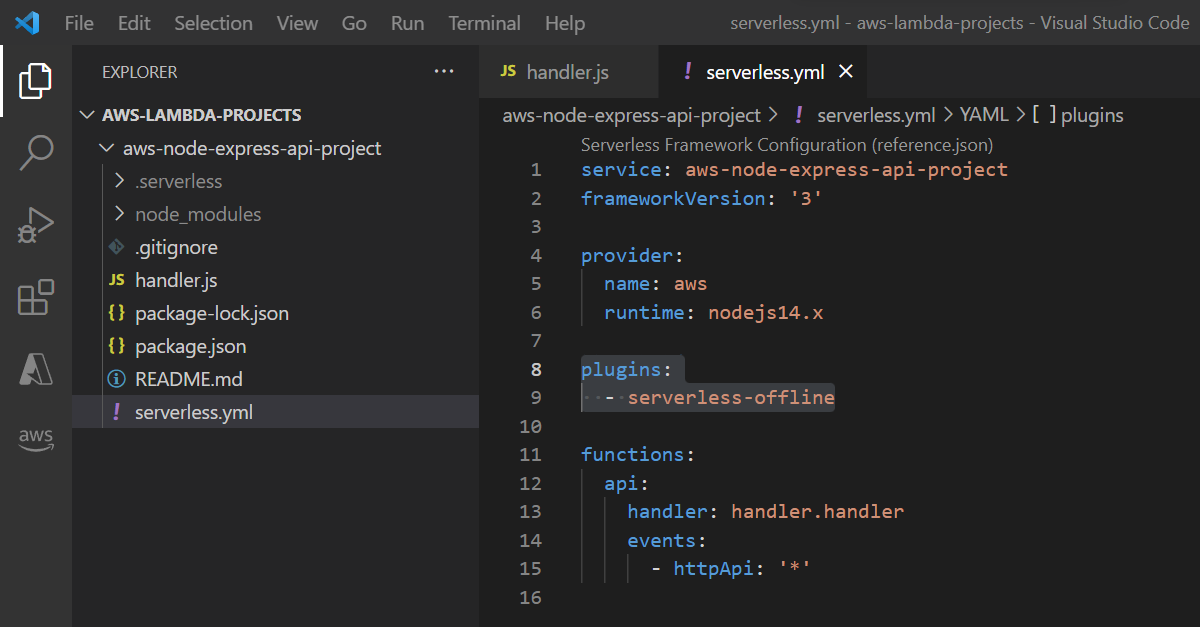 File Edit Selection View Go Run Terminal Help
serverless.yml - aws-lambda-projects - Visual Studio Code
EXPLORER ···
AWS-LAMBDA-PROJECTS
aws-node-express-api-project
.serverless
node_modules
.gitignore
JS handler.js
{} package-lock.json
{} package.json
README.md
! serverless.yml
aws
JS handler.js
! serverless.yml ×
aws-node-express-api-project > ! serverless.yml > YAML > [ ] plugins
Serverless Framework Configuration (reference.json)
1 service: aws-node-express-api-project
2 frameworkVersion: '3'
3
4 provider:
5   name: aws
6   runtime: nodejs14.x
7
8 plugins:
9   - serverless-offline
10
11 functions:
12   api:
13     handler: handler.handler
14     events:
15       - httpApi: '*'
16